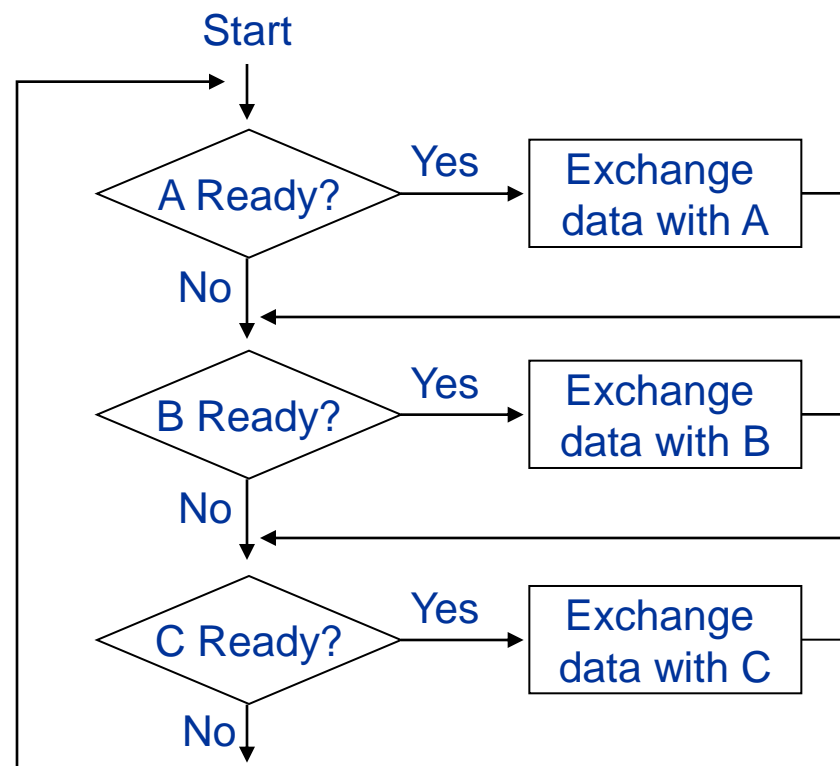 Start
A Ready?
Yes
Exchange
data with A
No
B Ready?
Yes
Exchange
data with B
No
C Ready?
Yes
Exchange
data with C
No